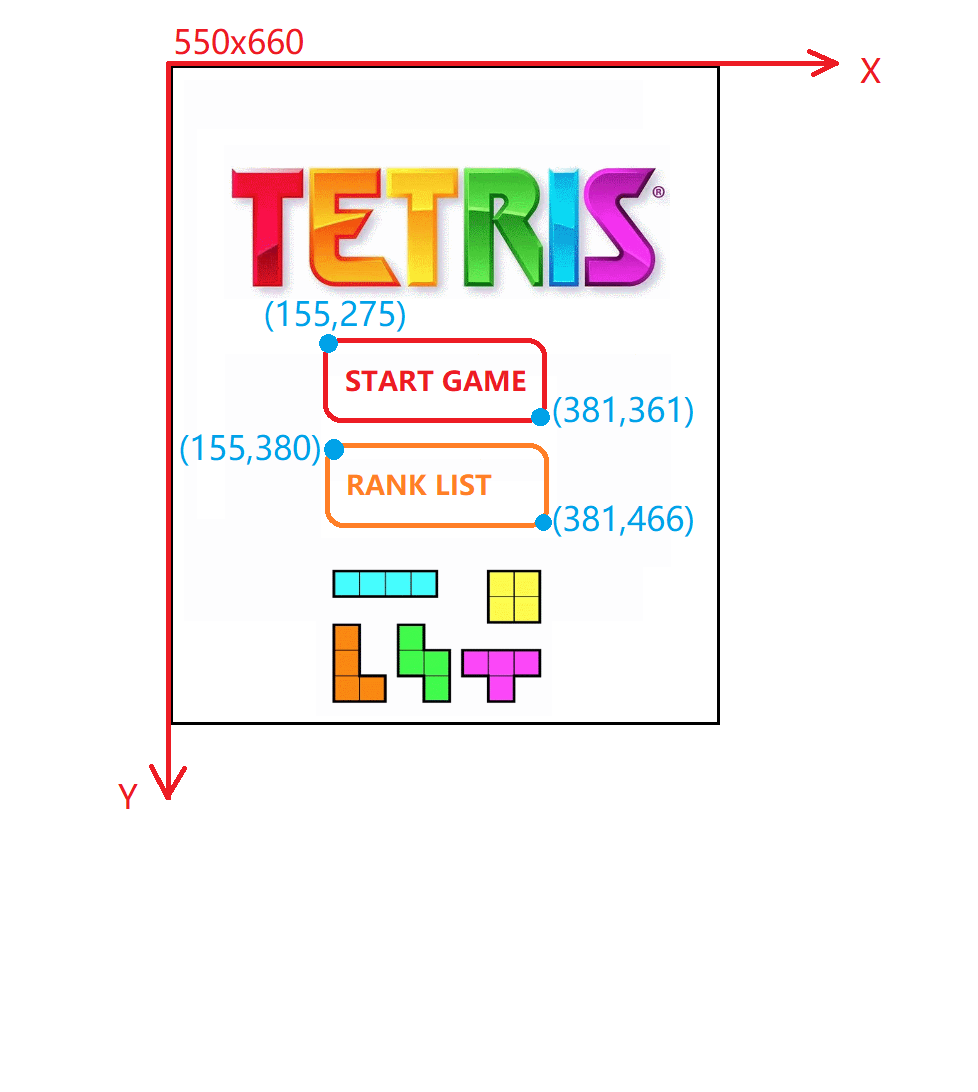 550x660
X
TETRIS®
(155,275)
START GAME
(381,361)
(155,380)
RANK LIST
(381,466)
Y